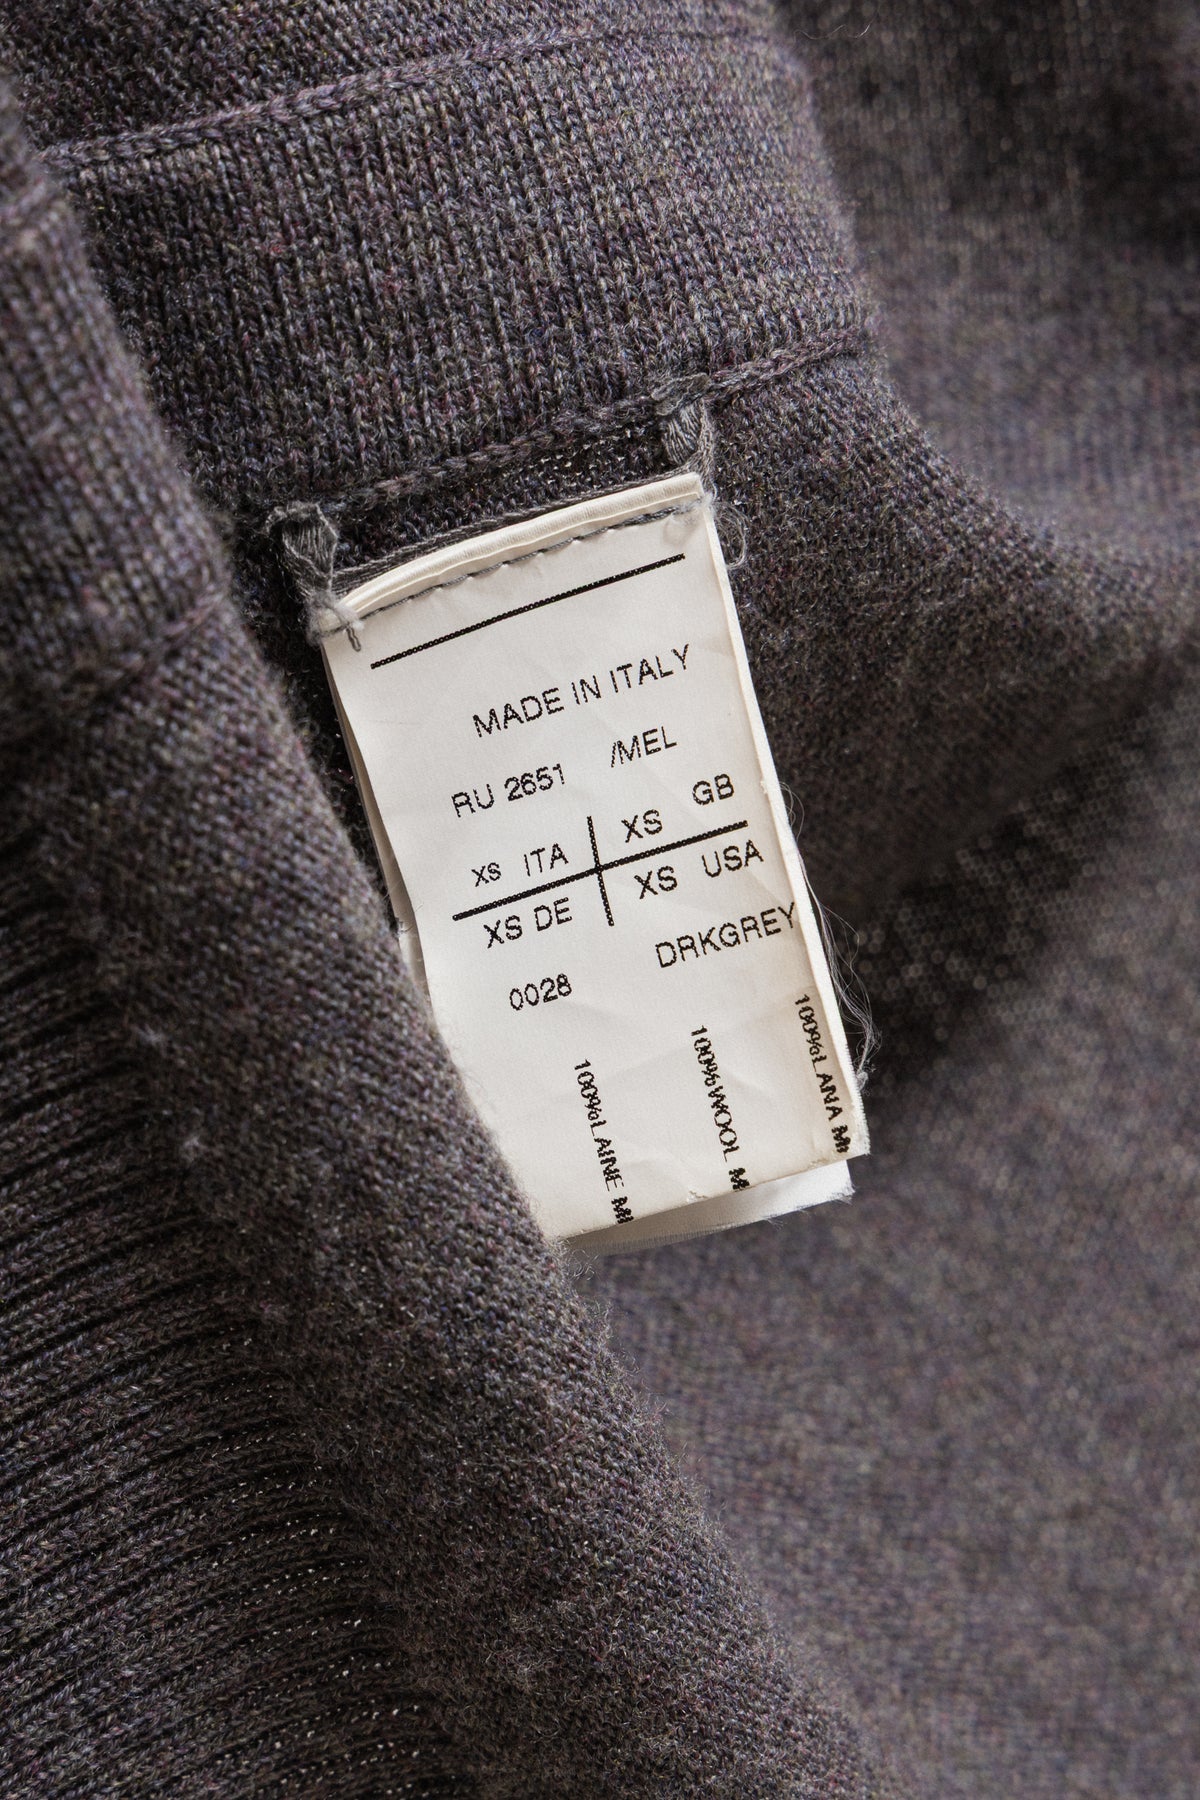 MADE IN ITALY
RU 2651 /MEL
XS ITA XS GB
XS DE XS USA
0028 DRKGREY
100%LAINE M
100%WOOL M
100%LANA M